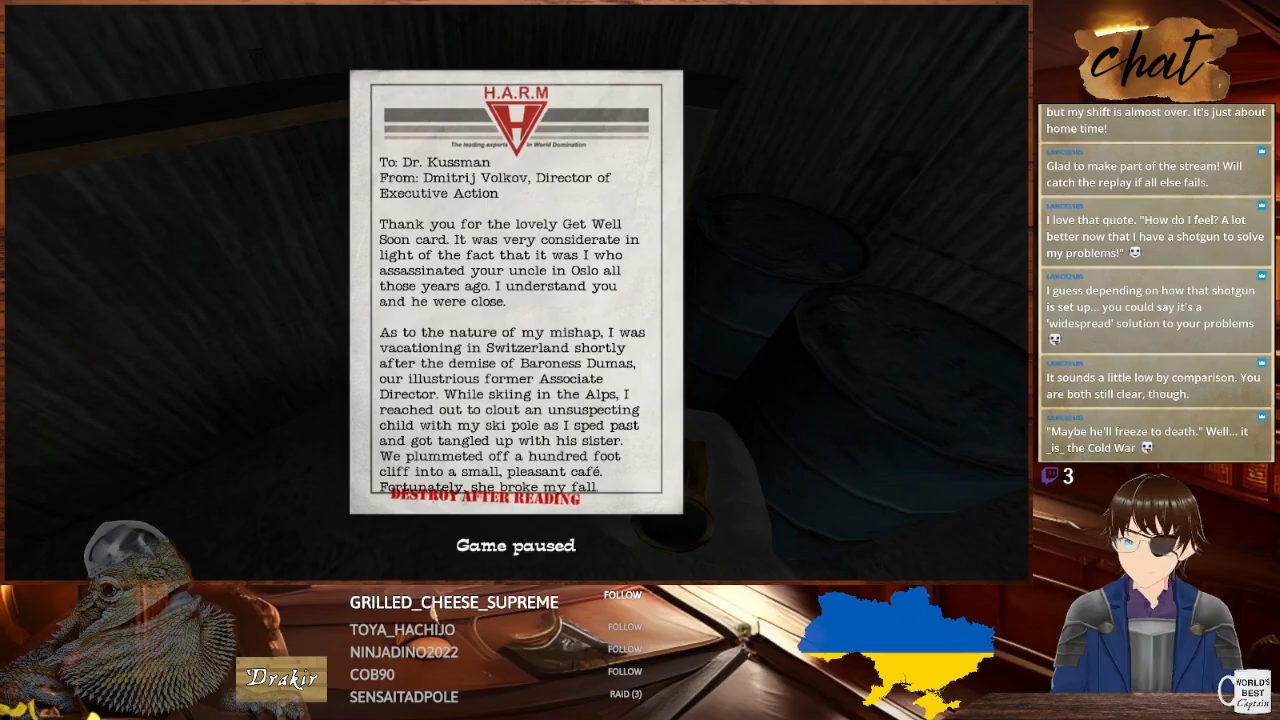 H.A.R.M
H
The leading experts in World Domination
To: Dr. Kussman
From: Dmitrij Volkov, Director of
Executive Action
Thank you for the lovely Get Well
Soon card. It was very considerate in
light of the fact that it was I who
assassinated your uncle in Oslo all
those years ago. I understand you
and he were close.
As to the nature of my mishap, I was
vacationing in Switzerland shortly
after the demise of Baroness Dumas,
our illustrious former Associate
Director. While skiing in the Alps, I
reached out to clout an unsuspecting
child with my ski pole as I sped past
and got tangled up with his sister.
We plummeted off a hundred foot
cliff into a small, pleasant café.
Fortunately, she broke my fall.
DESTROY AFTER READING
Game paused
chat
but my shift is almost over. It's just about
home time!
Glad to make part of the stream! Will
catch the replay if all else fails.
I love that quote. "How do I feel? A lot
better now that I have a shotgun to solve
my problems!"
I guess depending on how that shotgun
is set up... you could say it's a
'widespread' solution to your problems
It sounds a little low by comparison. You
are both still clear, though.
"Maybe he'll freeze to death." Well... it
_is_ the Cold War
3
GRILLED_CHEESE_SUPREME FOLLOW
TOYA_HACHIJO FOLLOW
NINJADINO2022 FOLLOW
COB90 FOLLOW
SENSAITADPOLE RAID (3)
Drakir
WORLD'S
BEST
Captain